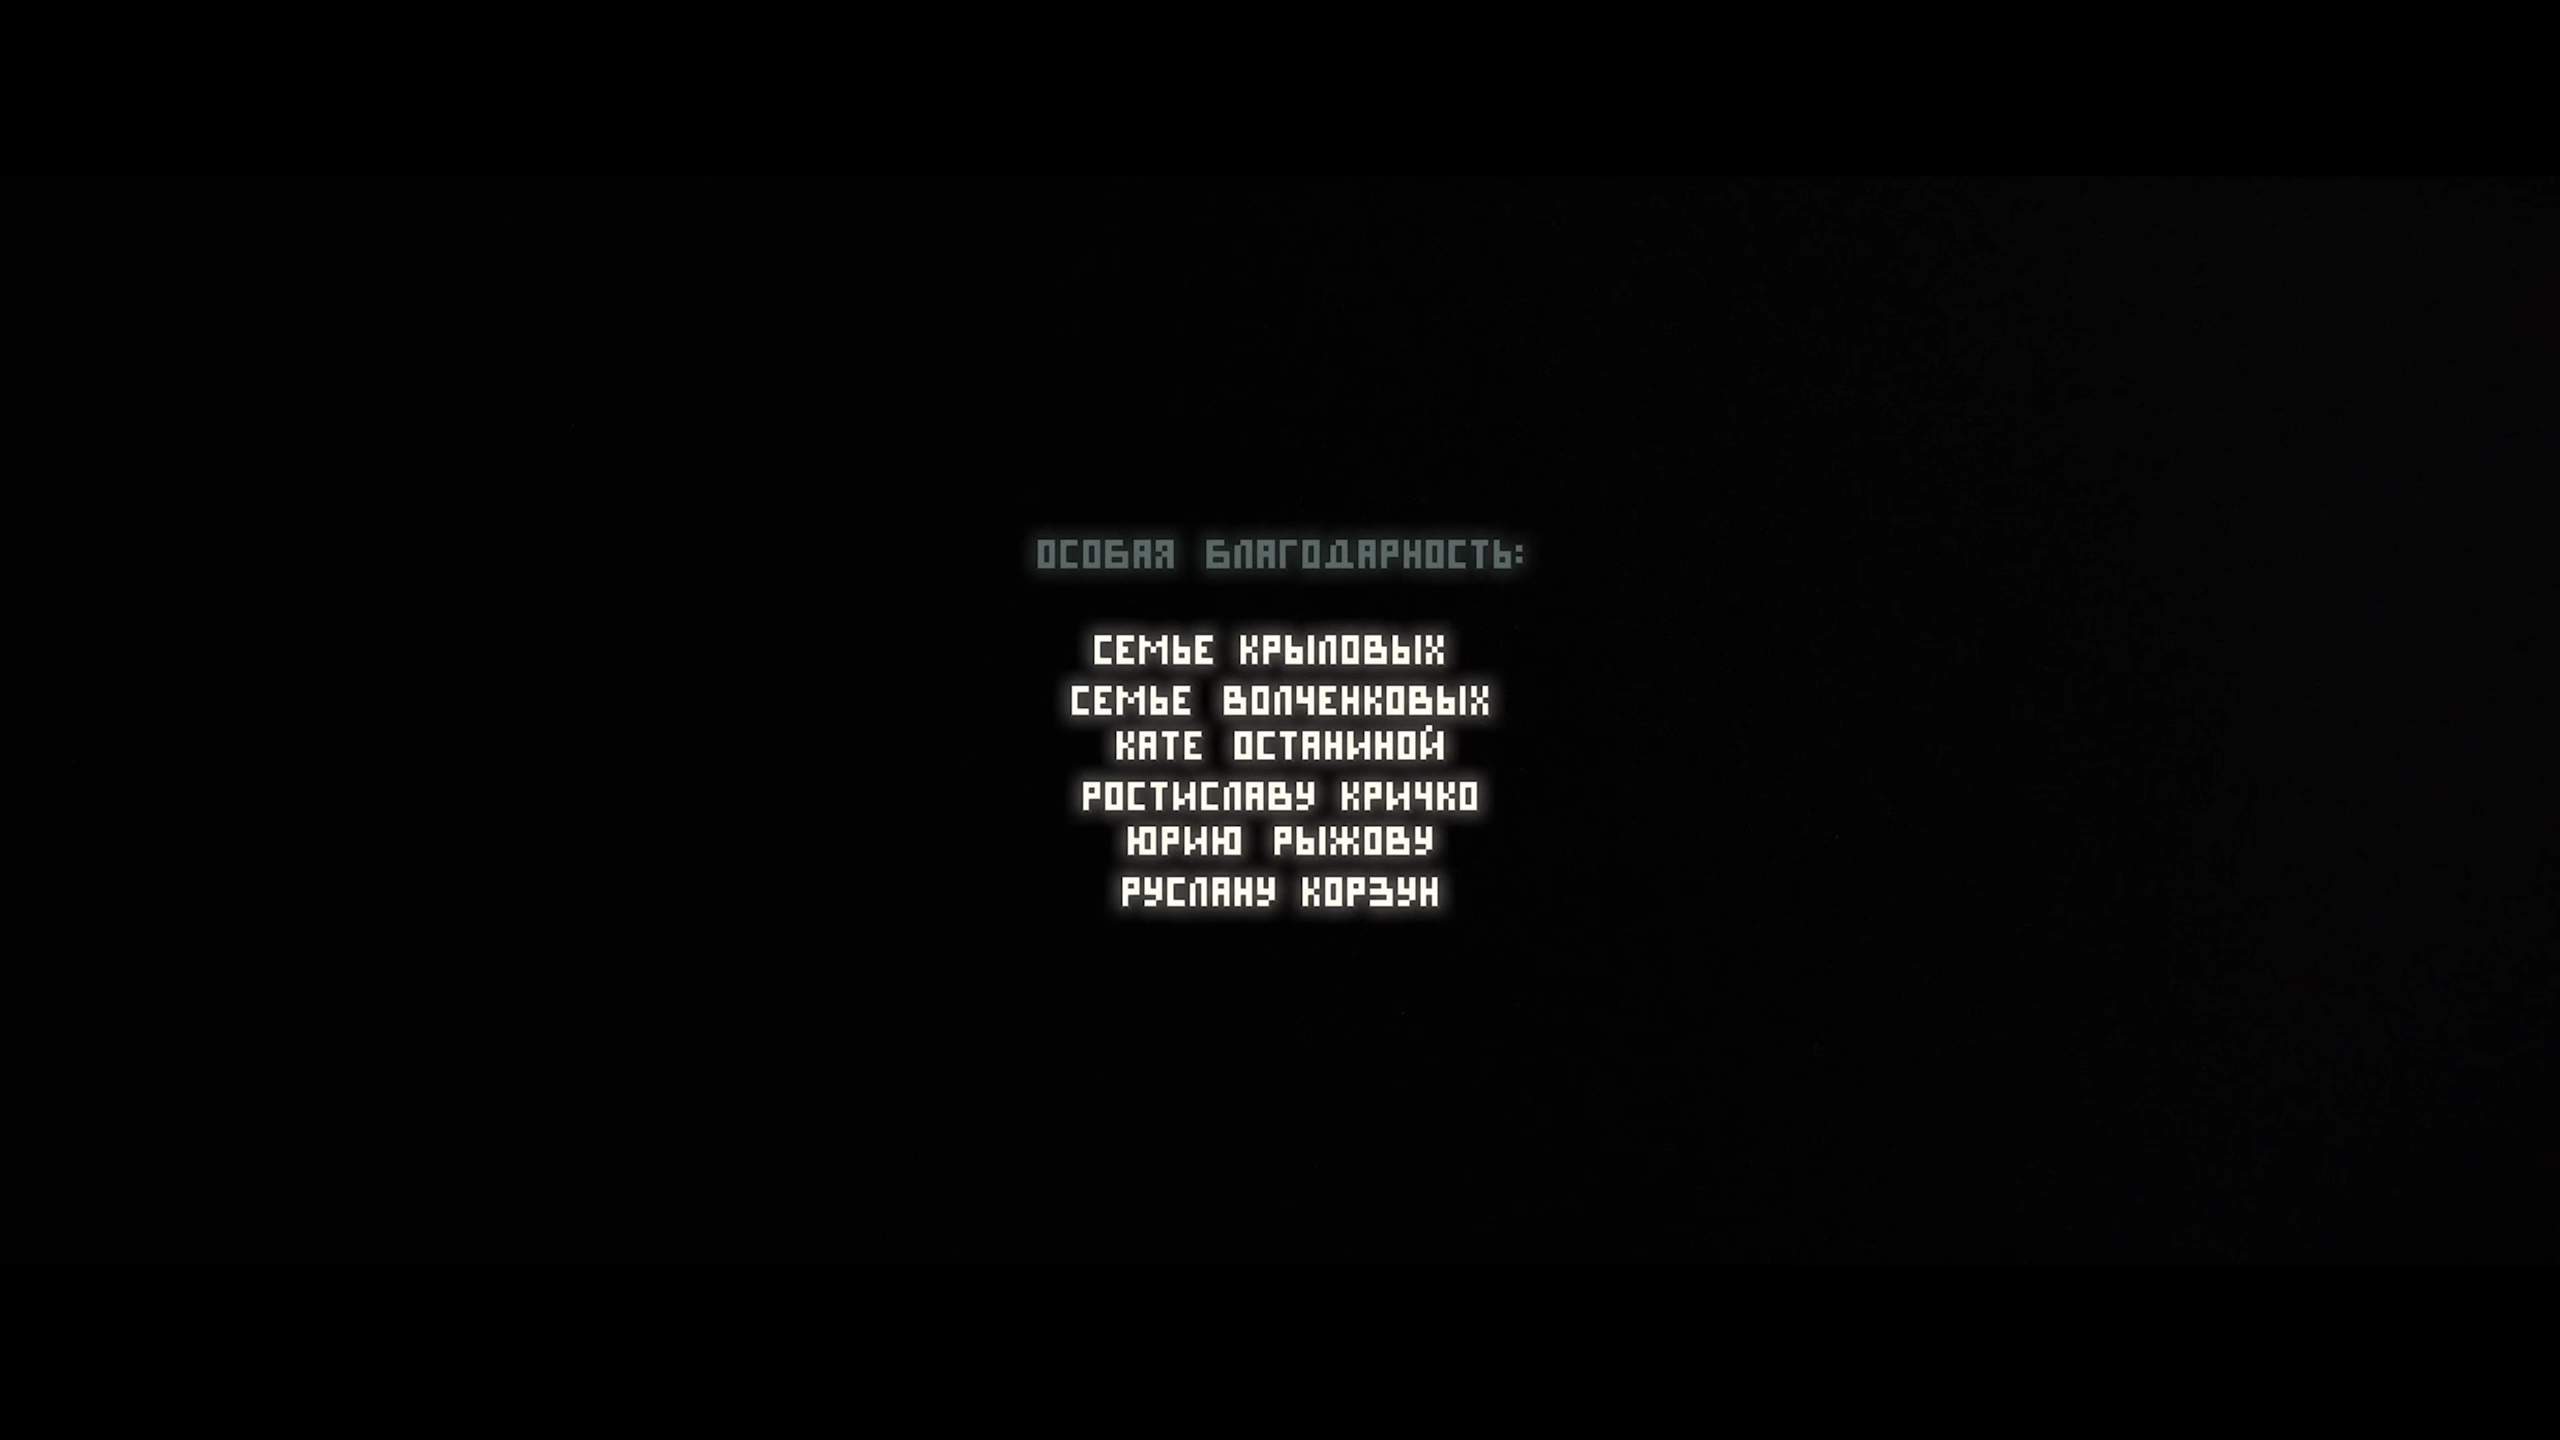 ОСОБАЯ БЛАГОДАРНОСТЬ:
СЕМЬЕ КРЫЛОВЫХ
СЕМЬЕ ВОЛЧЕНКОВЫХ
КАТЕ ОСТАНИНОЙ
РОСТИСЛАВУ КРИЧКО
ЮРИЮ РЫЖОВУ
РУСЛАНУ КОРЗУН